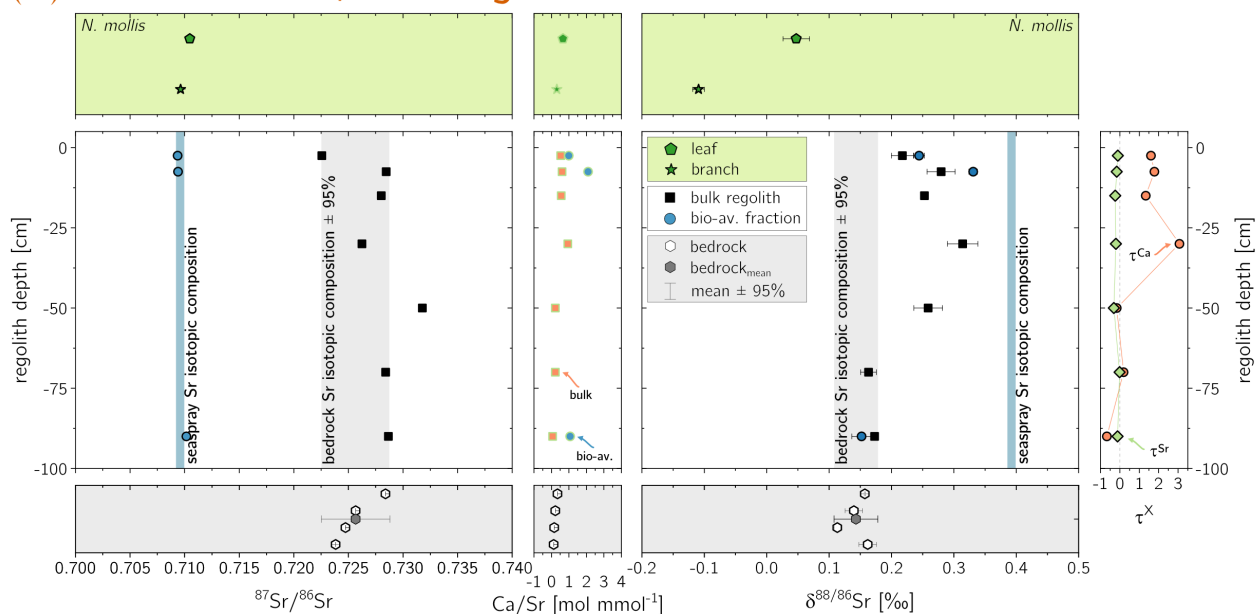 N. mollis
N. mollis
leaf
branch
bulk regolith
bio-av. fraction
bedrock
bedrock_mean
mean ± 95%
regolith depth [cm]
0
-25
-50
-75
-100
seaspray Sr isotopic composition
bedrock Sr isotopic composition ± 95%
bulk
bio-av.
bedrock Sr isotopic composition ± 95%
seaspray Sr isotopic composition
τ^Ca
τ^Sr
0
-25
-50
-75
-100
regolith depth [cm]
-1 0 1 2 3
τ^X
0.700 0.705 0.710 0.715 0.720 0.725 0.730 0.735 0.740
-1 0 1 2 3 4
-0.2 -0.1 0.0 0.1 0.2 0.3 0.4 0.5
⁸⁷Sr/⁸⁶Sr
Ca/Sr [mol mmol⁻¹]
δ⁸⁸/⁸⁶Sr [‰]